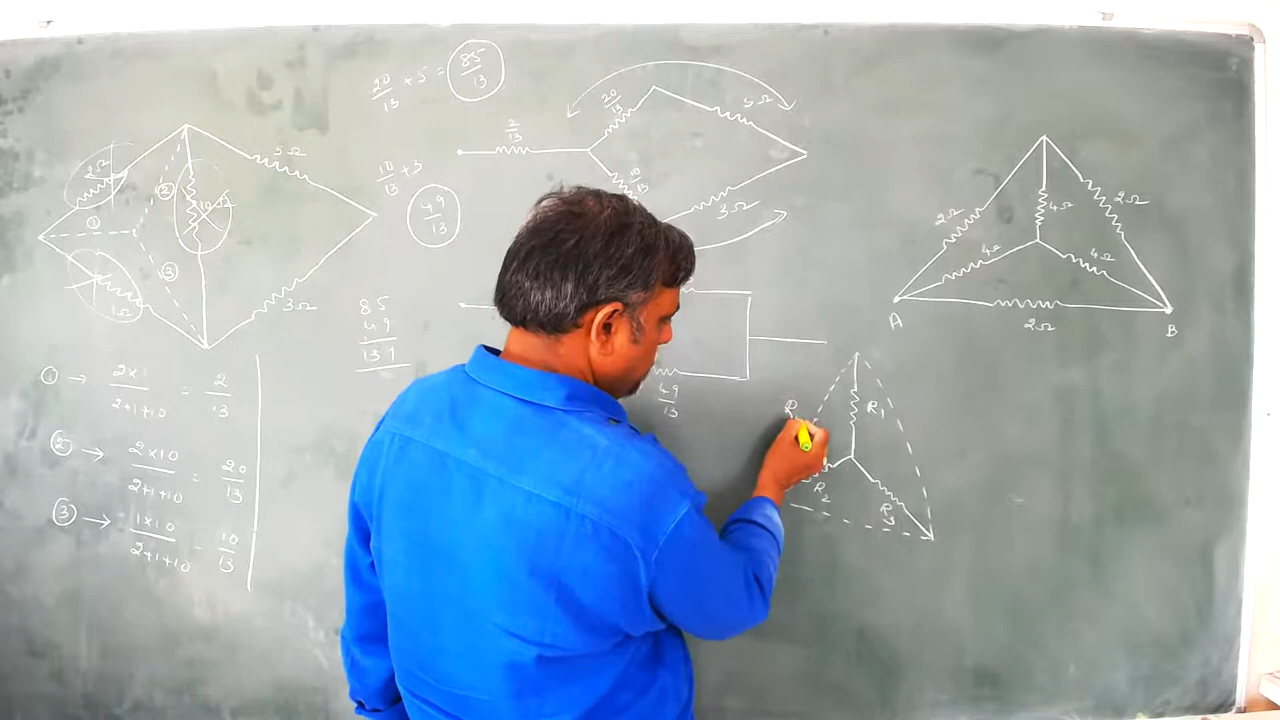 20/13 + 5 = 85/13
10/13 + 3
49/13
2Ω
5Ω
10Ω
1Ω
3Ω
①
②
③
2/13
20/13
5Ω
10/13
3Ω
85
49
134
49/13
① → 2×1 / 2+1+10 = 2/13
② → 2×10 / 2+1+10 = 20/13
③ → 1×10 / 2+1+10 = 10/13
2Ω
4Ω
2Ω
4Ω
4Ω
2Ω
A
B
R
R1
R2
R3